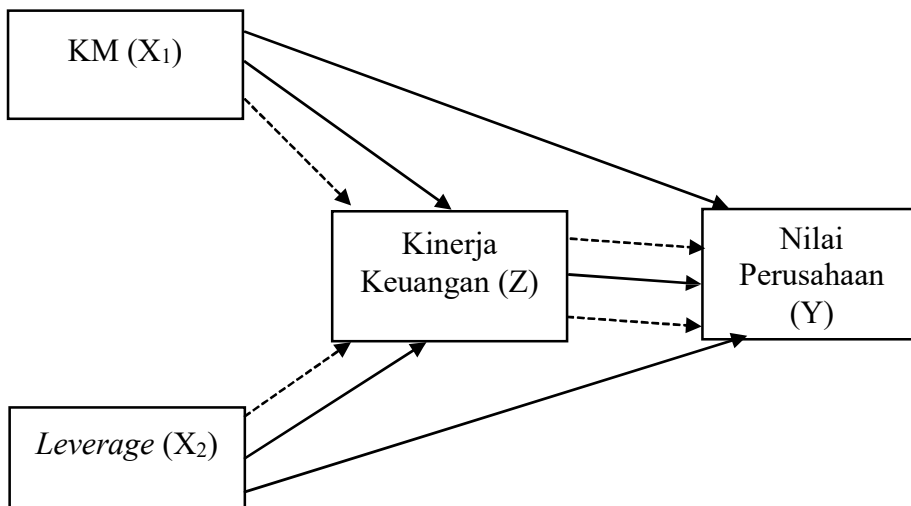 KM (X₁)
Kinerja
Keuangan (Z)
Nilai
Perusahaan
(Y)
Leverage (X₂)